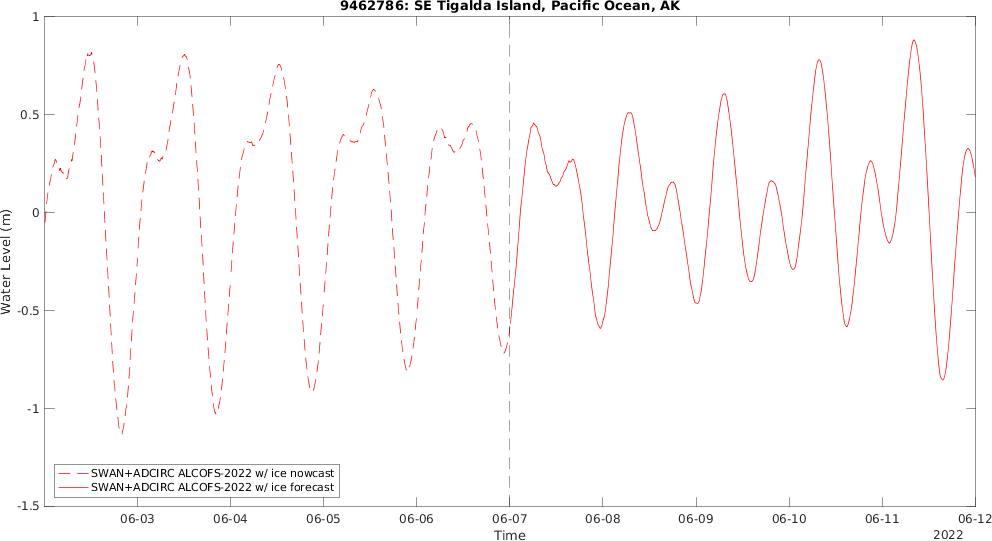 9462786: SE Tigalda Island, Pacific Ocean, AK
1
0.5
0
-0.5
-1
-1.5
Water Level (m)
SWAN+ADCIRC ALCOFS-2022 w/ ice nowcast
SWAN+ADCIRC ALCOFS-2022 w/ ice forecast
06-03 06-04 06-05 06-06 06-07 06-08 06-09 06-10 06-11 06-12
Time
2022